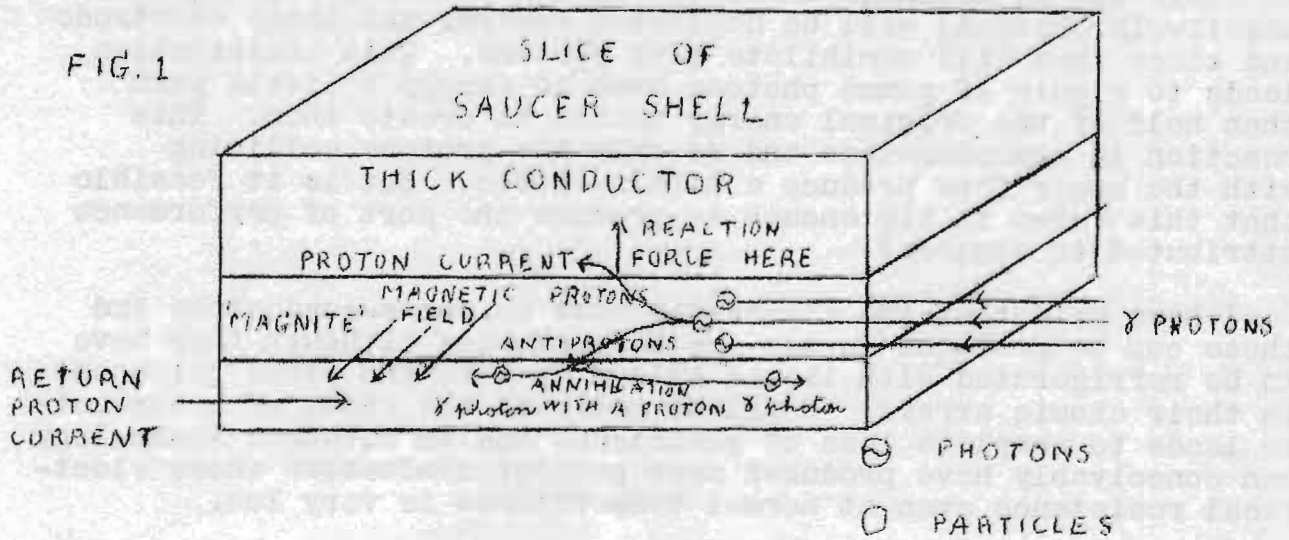 FIG. 1
SLICE OF
SAUCER SHELL
THICK CONDUCTOR
REACTION
FORCE HERE
PROTON CURRENT
MAGNETIC
FIELD
PROTONS
'MAGNITE'
ANTIPROTONS
γ PHOTONS
ANNIHILATION
WITH A PROTON
γ photon
γ photon
RETURN
PROTON
CURRENT
PHOTONS
PARTICLES